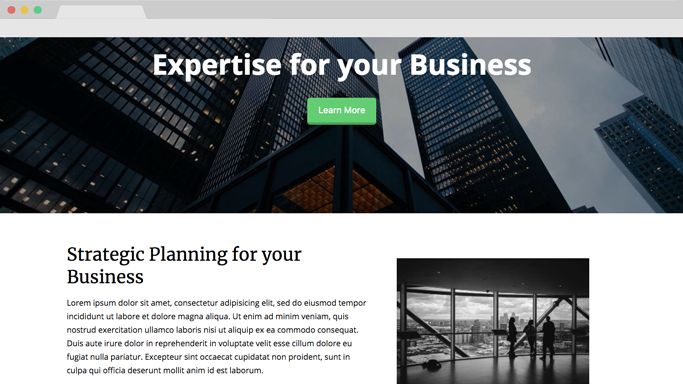 Expertise for your Business
Learn More
Strategic Planning for your
Business
Lorem ipsum dolor sit amet, consectetur adipisicing elit, sed do eiusmod tempor
incididunt ut labore et dolore magna aliqua. Ut enim ad minim veniam, quis
nostrud exercitation ullamco laboris nisi ut aliquip ex ea commodo consequat.
Duis aute irure dolor in reprehenderit in voluptate velit esse cillum dolore eu
fugiat nulla pariatur. Excepteur sint occaecat cupidatat non proident, sunt in
culpa qui officia deserunt mollit anim id est laborum.